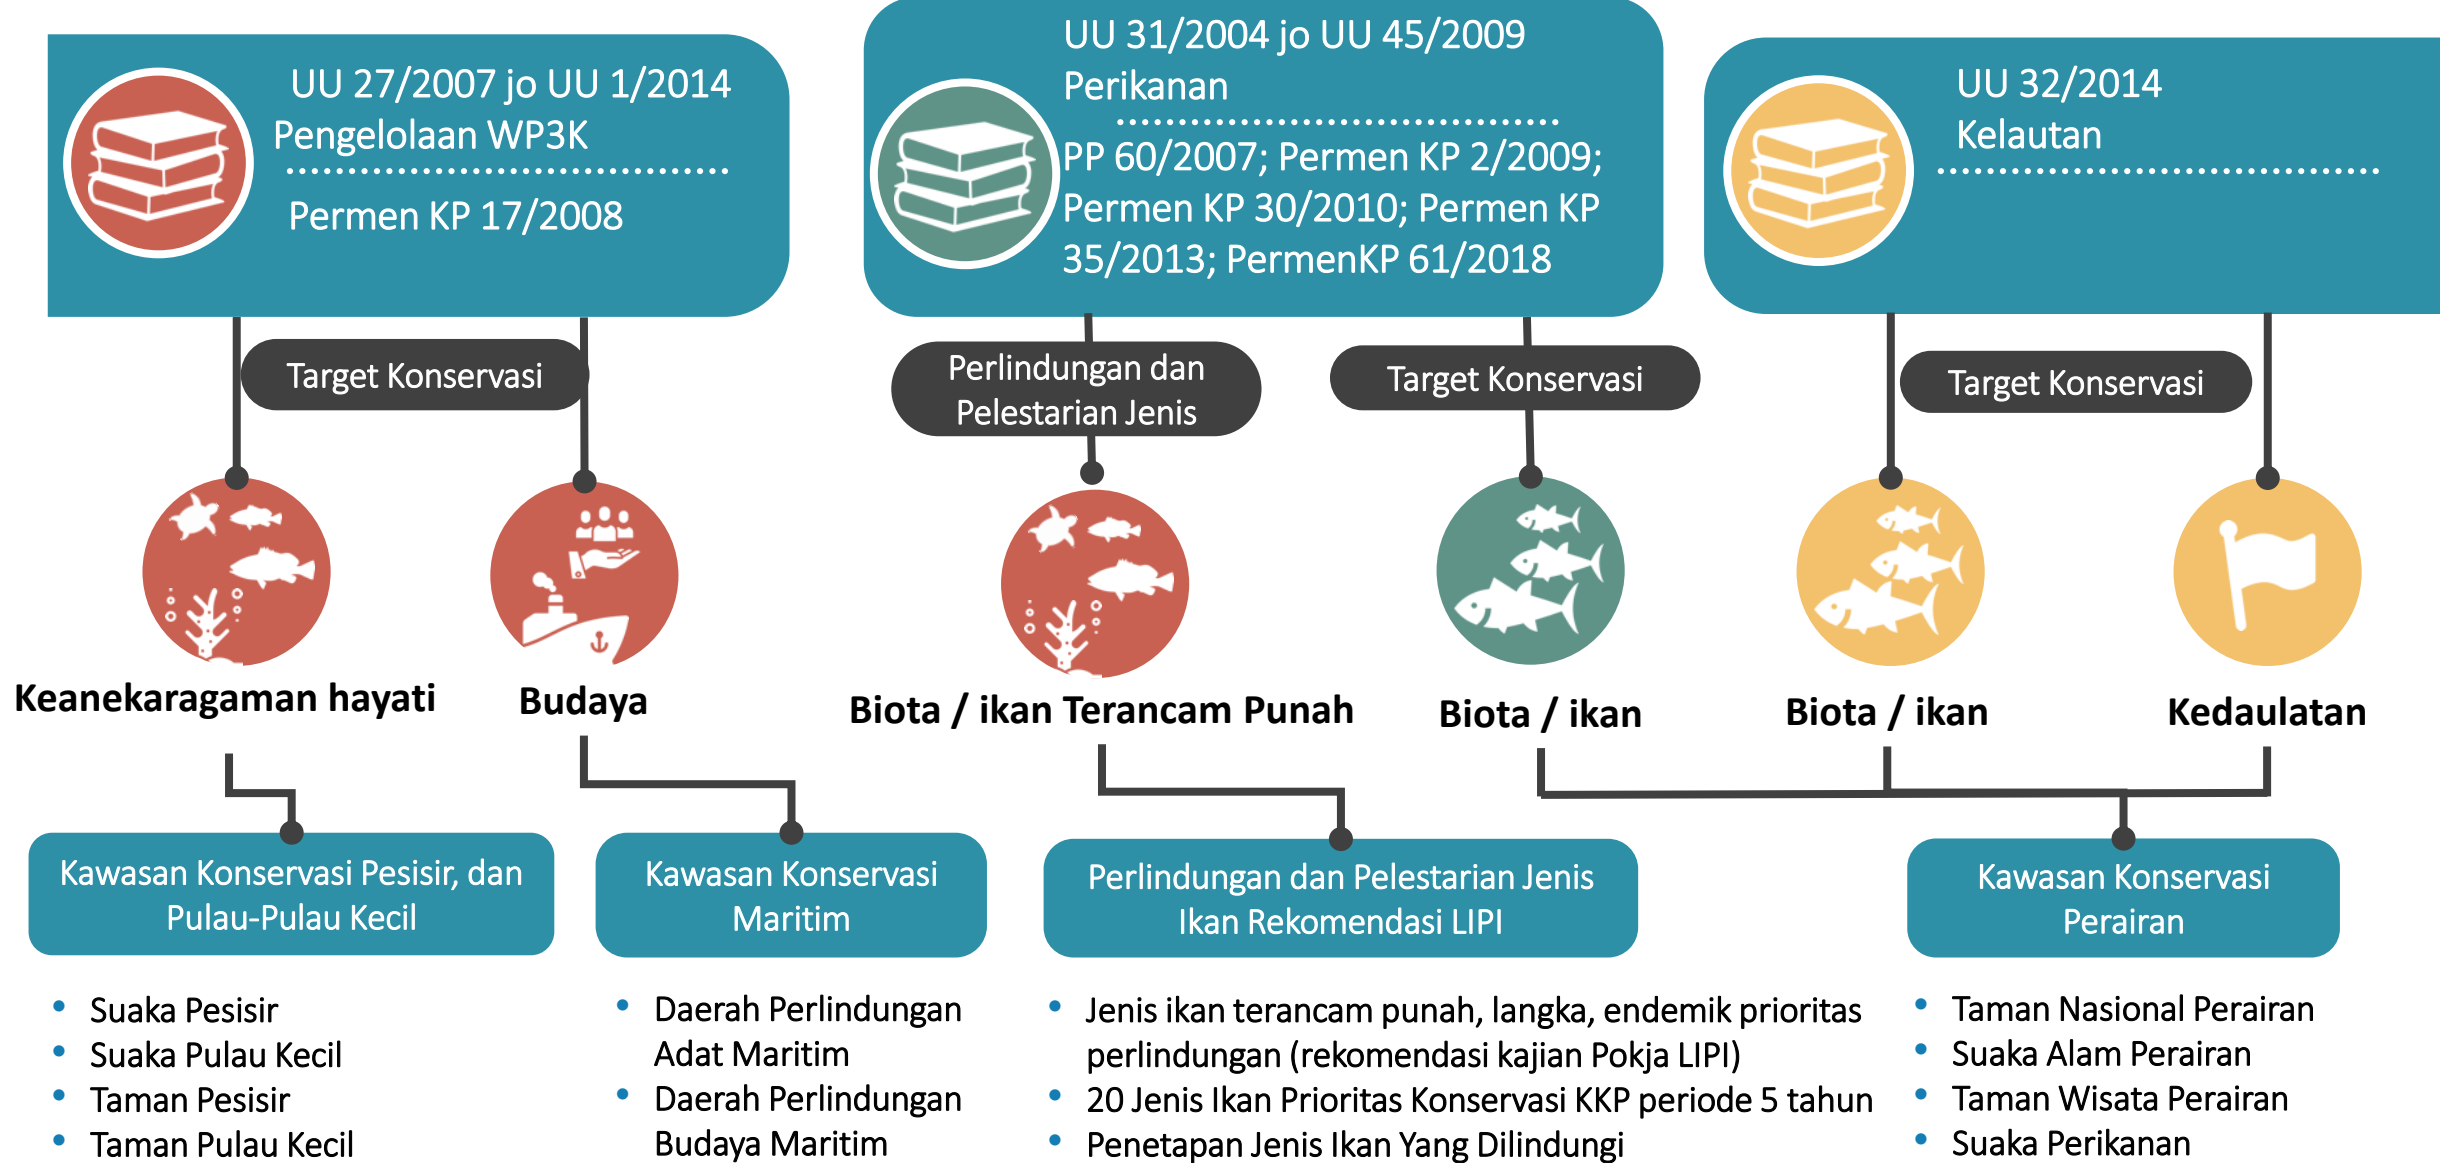 UU 27/2007 jo UU 1/2014
Pengelolaan WP3K
Permen KP 17/2008
UU 31/2004 jo UU 45/2009
Perikanan
PP 60/2007; Permen KP 2/2009;
Permen KP 30/2010; Permen KP
35/2013; PermenKP 61/2018
UU 32/2014
Kelautan
Target Konservasi
Perlindungan dan
Pelestarian Jenis
Target Konservasi
Target Konservasi
Keanekaragaman hayati
Budaya
Biota / ikan Terancam Punah
Biota / ikan
Biota / ikan
Kedaulatan
Kawasan Konservasi Pesisir, dan
Pulau-Pulau Kecil
• Suaka Pesisir
• Suaka Pulau Kecil
• Taman Pesisir
• Taman Pulau Kecil
Kawasan Konservasi
Maritim
• Daerah Perlindungan
Adat Maritim
• Daerah Perlindungan
Budaya Maritim
Perlindungan dan Pelestarian Jenis
Ikan Rekomendasi LIPI
• Jenis ikan terancam punah, langka, endemik prioritas
perlindungan (rekomendasi kajian Pokja LIPI)
• 20 Jenis Ikan Prioritas Konservasi KKP periode 5 tahun
• Penetapan Jenis Ikan Yang Dilindungi
Kawasan Konservasi
Perairan
• Taman Nasional Perairan
• Suaka Alam Perairan
• Taman Wisata Perairan
• Suaka Perikanan